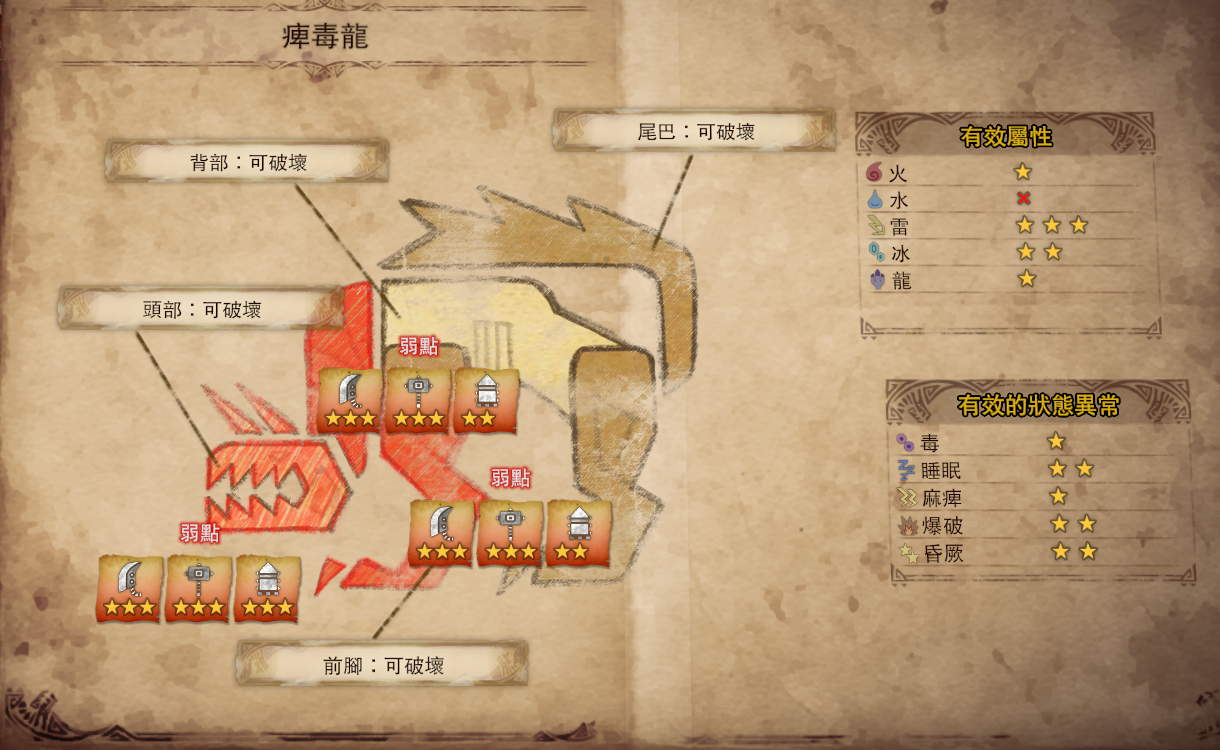 痺毒龍
尾巴：可破壞
背部：可破壞
頭部：可破壞
弱點
弱點
弱點
前腳：可破壞
有效屬性
火
水
雷
冰
龍
有效的狀態異常
毒
睡眠
麻痺
爆破
昏厥